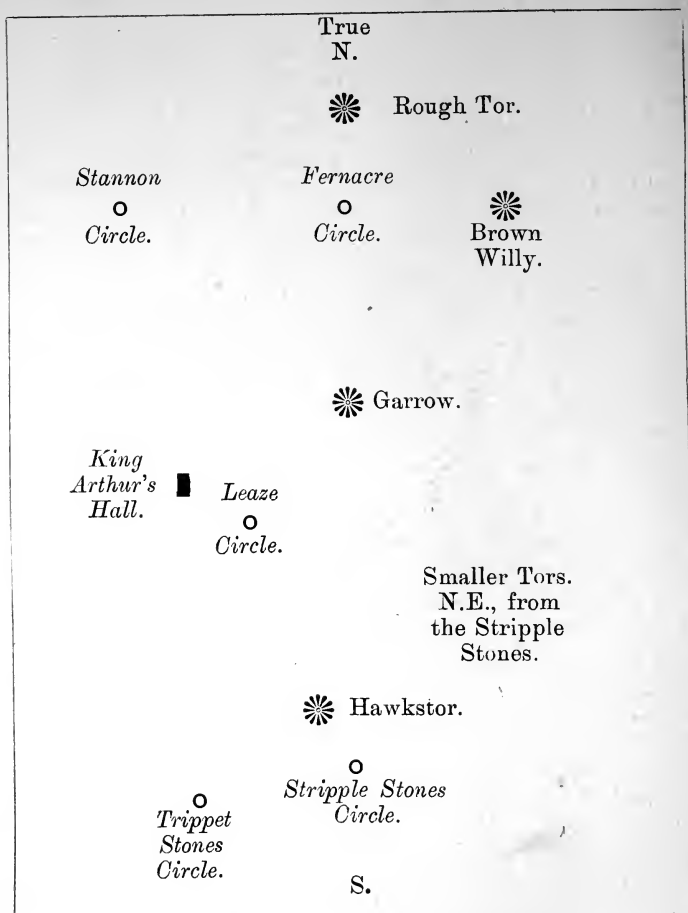 True
N.
Rough Tor.
Stannon
Circle.
Fernacre
Circle.
Brown
Willy.
Garrow.
King
Arthur's
Hall.
Leaze
Circle.
Smaller Tors.
N.E., from
the Stripple
Stones.
Hawkstor.
Stripple Stones
Circle.
Trippet
Stones
Circle.
S.